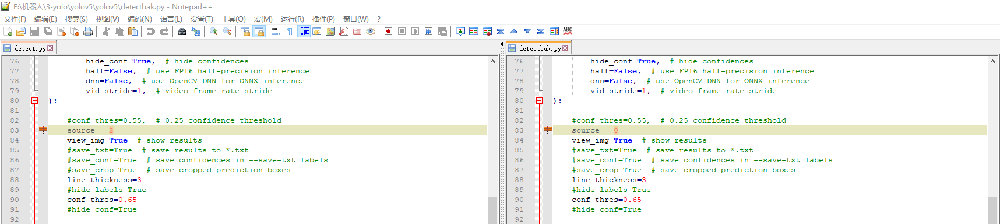 E:\机器人\3-yolo\yolov5\yolov5\detectbak.py - Notepad++
文件(F) 编辑(E) 搜索(S) 视图(V) 编码(N) 语言(L) 设置(T) 工具(O) 宏(M) 运行(R) 插件(P) 窗口(W) ?
detect.py
76 hide_conf=True,  # hide confidences
77 half=False,  # use FP16 half-precision inference
78 dnn=False,  # use OpenCV DNN for ONNX inference
79 vid_stride=1,  # video frame-rate stride
80 ):
81
82 #conf_thres=0.55,  # 0.25 confidence threshold
83 source = 2
84 view_img=True  # show results
85 #save_txt=True  # save results to *.txt
86 #save_conf=True  # save confidences in --save-txt labels
87 #save_crop=True  # save cropped prediction boxes
88 line_thickness=3
89 #hide_labels=True
90 conf_thres=0.65
91 #hide_conf=True
92
detectbak.py
76 hide_conf=True,  # hide confidences
77 half=False,  # use FP16 half-precision inference
78 dnn=False,  # use OpenCV DNN for ONNX inference
79 vid_stride=1,  # video frame-rate stride
80 ):
81
82 #conf_thres=0.55,  # 0.25 confidence threshold
83 source = 0
84 view_img=True  # show results
85 #save_txt=True  # save results to *.txt
86 #save_conf=True  # save confidences in --save-txt labels
87 #save_crop=True  # save cropped prediction boxes
88 line_thickness=3
89 #hide_labels=True
90 conf_thres=0.65
91 #hide_conf=True
92